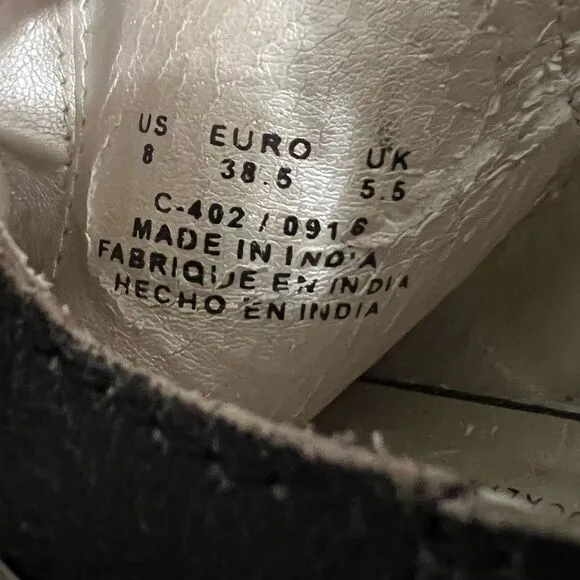 US EURO UK
8 38.5 5.5
C-402 / 0916
MADE IN INDIA
FABRIQUE EN INDIA
HECHO EN INDIA